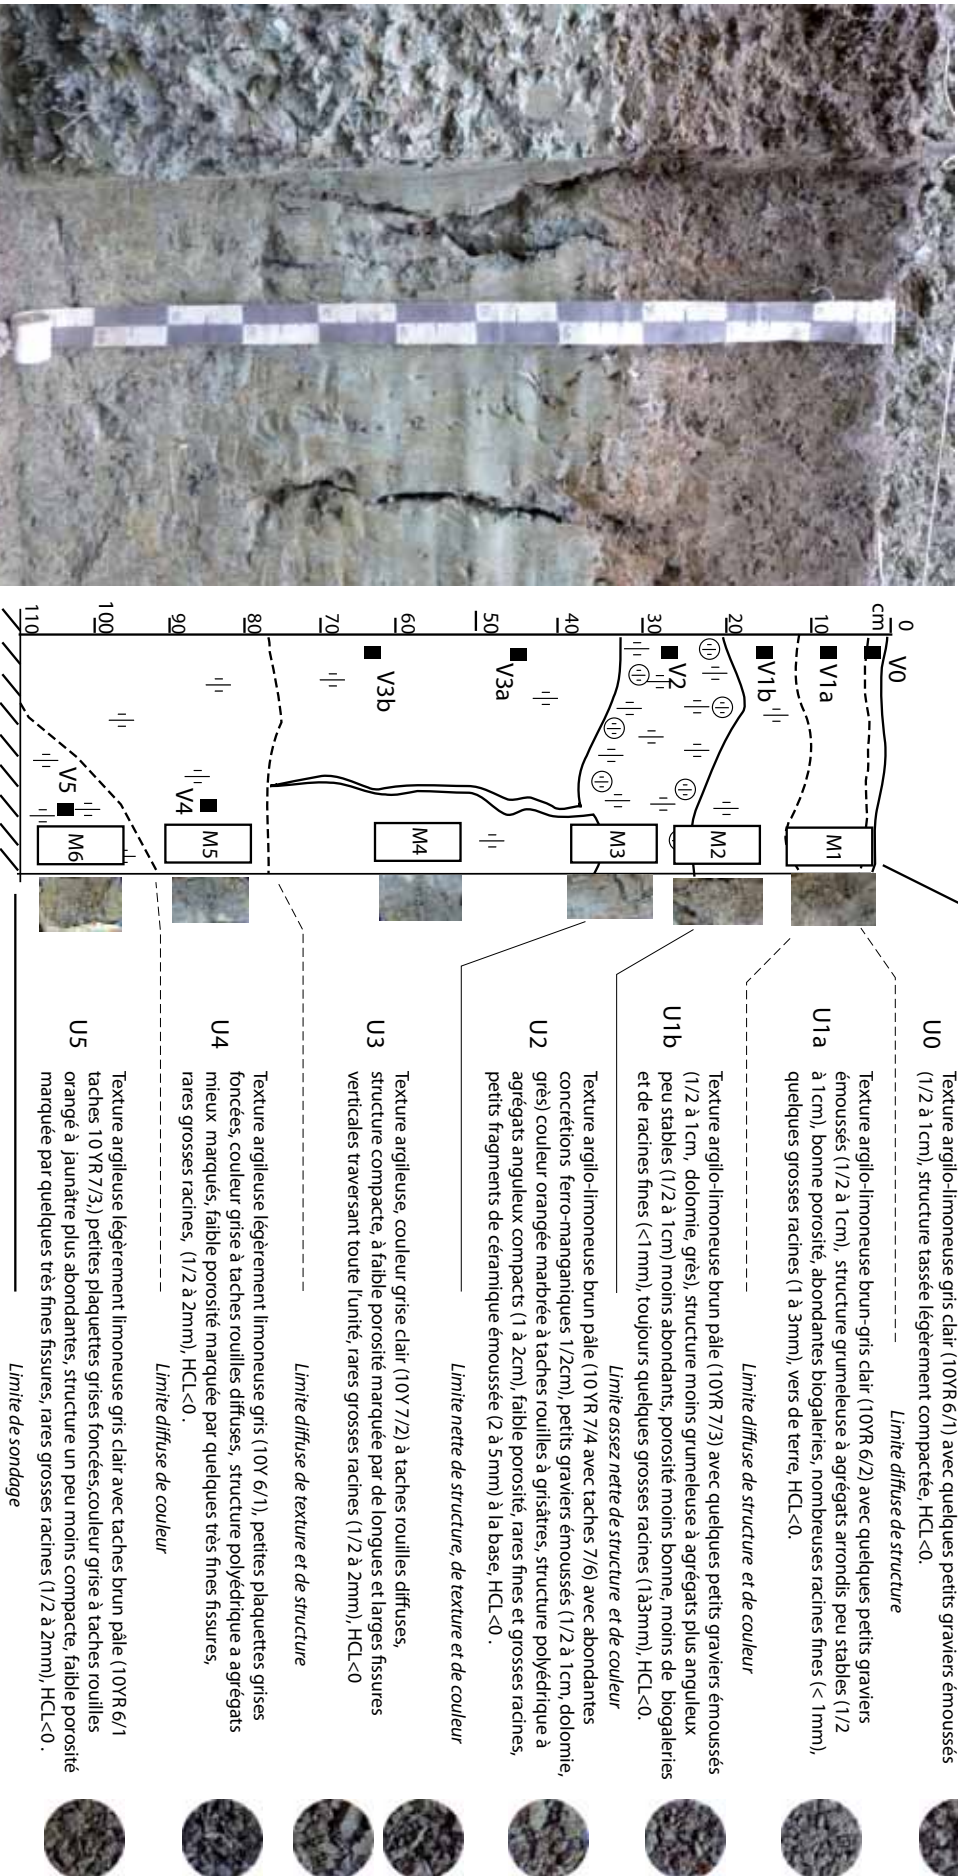 cm
0
10
20
30
40
50
60
70
80
90
100
110
V0
V1a
V1b
V2
V3a
V3b
V4
V5
M1
M2
M3
M4
M5
M6
U0
Texture argilo-limoneuse gris clair (10YR 6/1) avec quelques petits graviers émoussés
(1/2 à 1cm), structure tassée légèrement compactée, HCL<0.
Limite diffuse de structure
U1a
Texture argilo-limoneuse brun-gris clair (10YR 6/2) avec quelques petits graviers
émoussés (1/2 à 1cm), structure grumeleuse à agrégats arrondis peu stables (1/2
à 1cm), bonne porosité, abondantes biogaleries, nombreuses racines fines (< 1mm),
quelques grosses racines (1 à 3mm), vers de terre, HCL<0.
Limite diffuse de structure et de couleur
U1b
Texture argilo-limoneuse brun pâle (10YR 7/3) avec quelques petits graviers émoussés
(1/2 à 1cm, dolomie, grès), structure moins grumeleuse à agrégats plus anguleux
peu stables (1/2 à 1 cm) moins abondants, porosité moins bonne, moins de biogaleries
et de racines fines (<1mm), toujours quelques grosses racines (1à3mm), HCL<0.
Limite assez nette de structure et de couleur
U2
Texture argilo-limoneuse brun pâle (10YR 7/4 avec taches 7/6) avec abondantes
concrétions ferro-manganiques 1/2cm), petits graviers émoussés (1/2 à 1cm, dolomie,
grès) couleur orangée marbrée à taches rouilles à grisâtres, structure polyédrique à
agrégats anguleux compacts (1 à 2cm), faible porosité, rares fines et grosses racines,
petits fragments de céramique émoussée (2 à 5mm) à la base, HCL<0 .
Limite nette de structure, de texture et de couleur
U3
Texture argileuse, couleur grise clair (10Y 7/2) à taches rouilles diffuses,
structure compacte, à faible porosité marquée par de longues et larges fissures
verticales traversant toute l'unité, rares grosses racines (1/2 à 2mm), HCL<0
Limite diffuse de texture et de structure
U4
Texture argileuse légèrement limoneuse gris (10Y 6/1), petites plaquettes grises
foncées, couleur grise à taches rouilles diffuses, structure polyédrique a agrégats
mieux marqués, faible porosité marquée par quelques très fines fissures,
rares grosses racines, (1/2 à 2mm), HCL<0 .
Limite diffuse de couleur
U5
Texture argileuse légèrement limoneuse gris clair avec taches brun pâle (10YR 6/1
taches 10 YR 7/3,) petites plaquettes grises foncées,couleur grise à taches rouilles
orangé à jaunâtre plus abondantes, structure un peu moins compacte, faible porosité
marquée par quelques très fines fissures, rares grosses racines (1/2 à 2mm), HCL<0 .
Limite de sondage